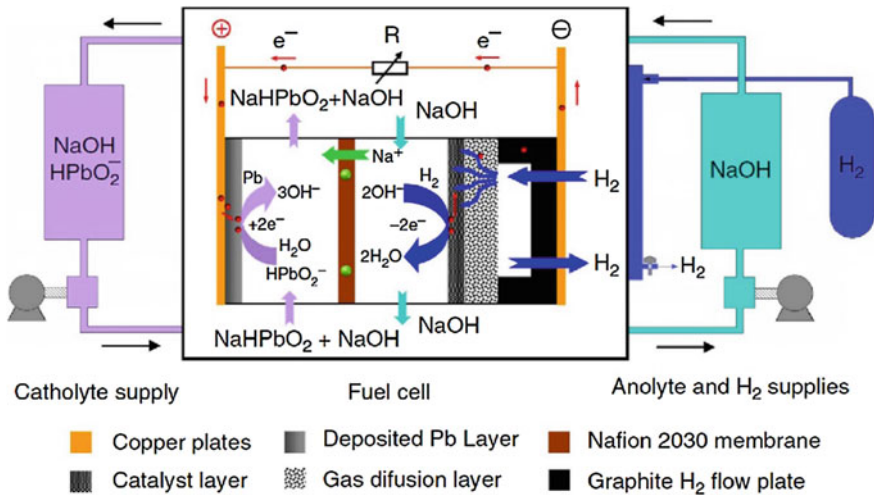 ⊕
⊖
e⁻
R
e⁻
NaHPbO₂+NaOH
NaOH
NaOH
HPbO₂⁻
Na⁺
Pb
3OH⁻
+2e⁻
H₂O
HPbO₂⁻
2OH⁻
H₂
−2e⁻
2H₂O
H₂
H₂
NaOH
H₂
H₂
NaHPbO₂ + NaOH
NaOH
Catholyte supply
Fuel cell
Anolyte and H₂ supplies
Copper plates
Deposited Pb Layer
Nafion 2030 membrane
Catalyst layer
Gas difusion layer
Graphite H₂ flow plate